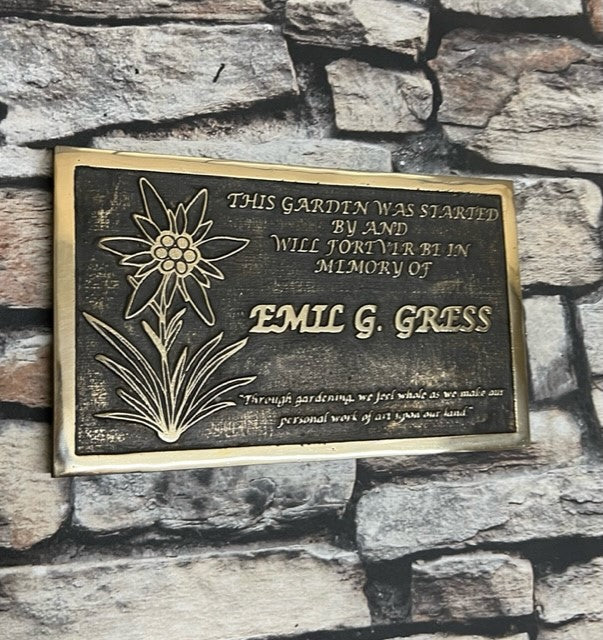 THIS GARDEN WAS STARTED
BY AND
WILL FOREVER BE IN
MEMORY OF
EMIL G. GRESS
"Through gardening, we feel whole as we make our
personal work of art upon our land"